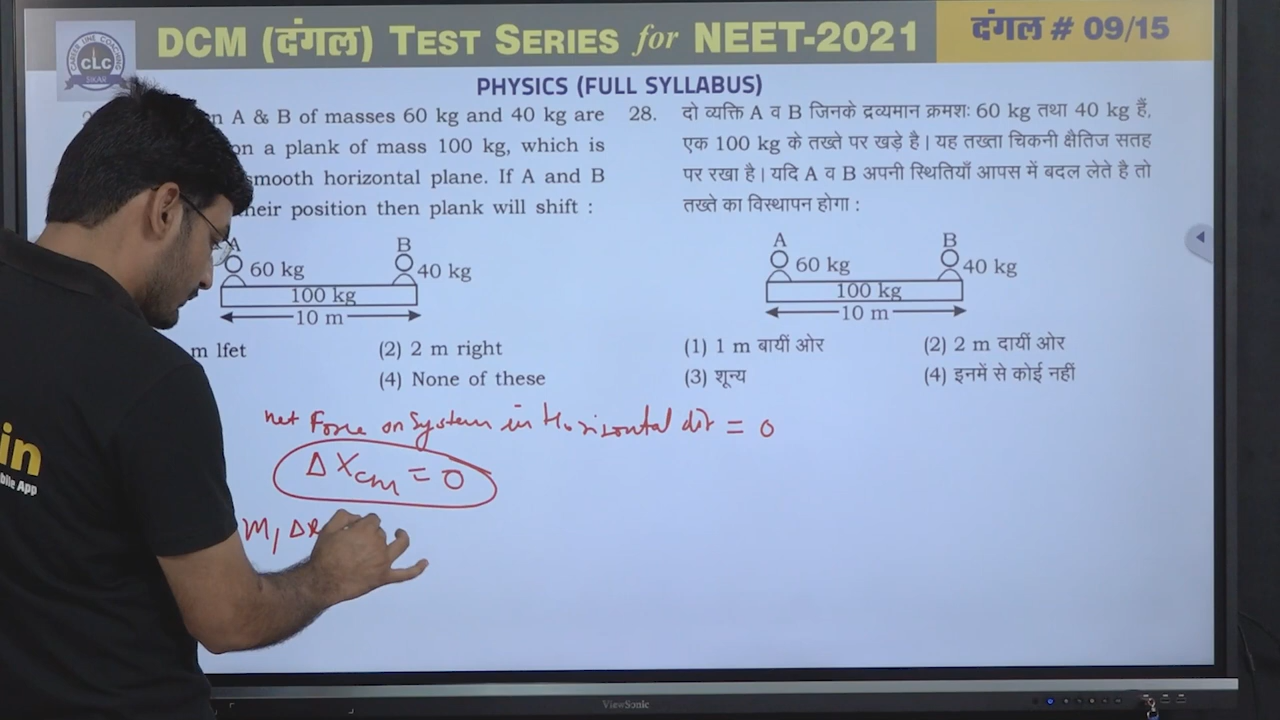 DCM (दंगल) TEST SERIES for NEET-2021
दंगल # 09/15
CAREER LINE COACHING
CLC
SIKAR
PHYSICS (FULL SYLLABUS)
A & B of masses 60 kg and 40 kg are
on a plank of mass 100 kg, which is
smooth horizontal plane. If A and B
their position then plank will shift :
A B
60 kg 40 kg
100 kg
10 m
m lfet (2) 2 m right
(4) None of these
28. दो व्यक्ति A व B जिनके द्रव्यमान क्रमशः 60 kg तथा 40 kg हैं,
एक 100 kg के तख्ते पर खड़े है। यह तख्ता चिकनी क्षैतिज सतह
पर रखा है। यदि A व B अपनी स्थितियाँ आपस में बदल लेते है तो
तख्ते का विस्थापन होगा :
A B
60 kg 40 kg
100 kg
10 m
(1) 1 m बायीं ओर (2) 2 m दायीं ओर
(3) शून्य (4) इनमें से कोई नहीं
net Force on System in Horizontal dir = 0
ΔXcm = 0
M, Δ
in
bile App
ViewSonic